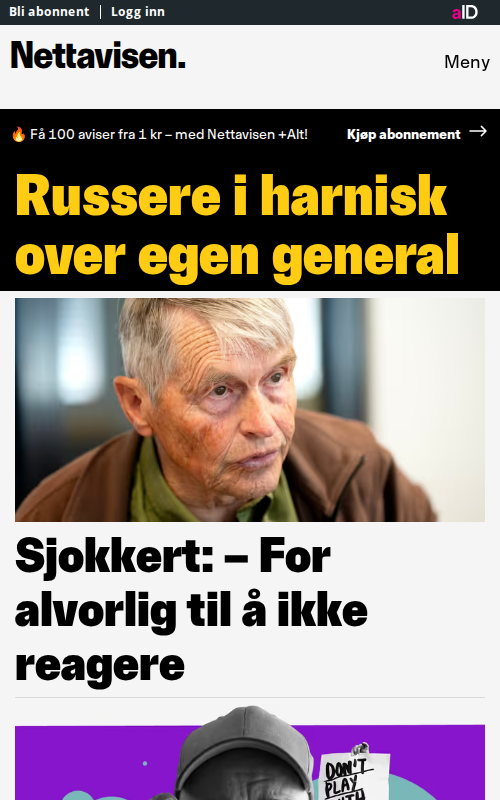 Bli abonnent | Logg inn
aID
Nettavisen.
Meny
🔥 Få 100 aviser fra 1 kr – med Nettavisen +Alt!
Kjøp abonnement →
Russere i harnisk
over egen general
Sjokkert: – For
alvorlig til å ikke
reagere
DON'T
PLAY
WITH